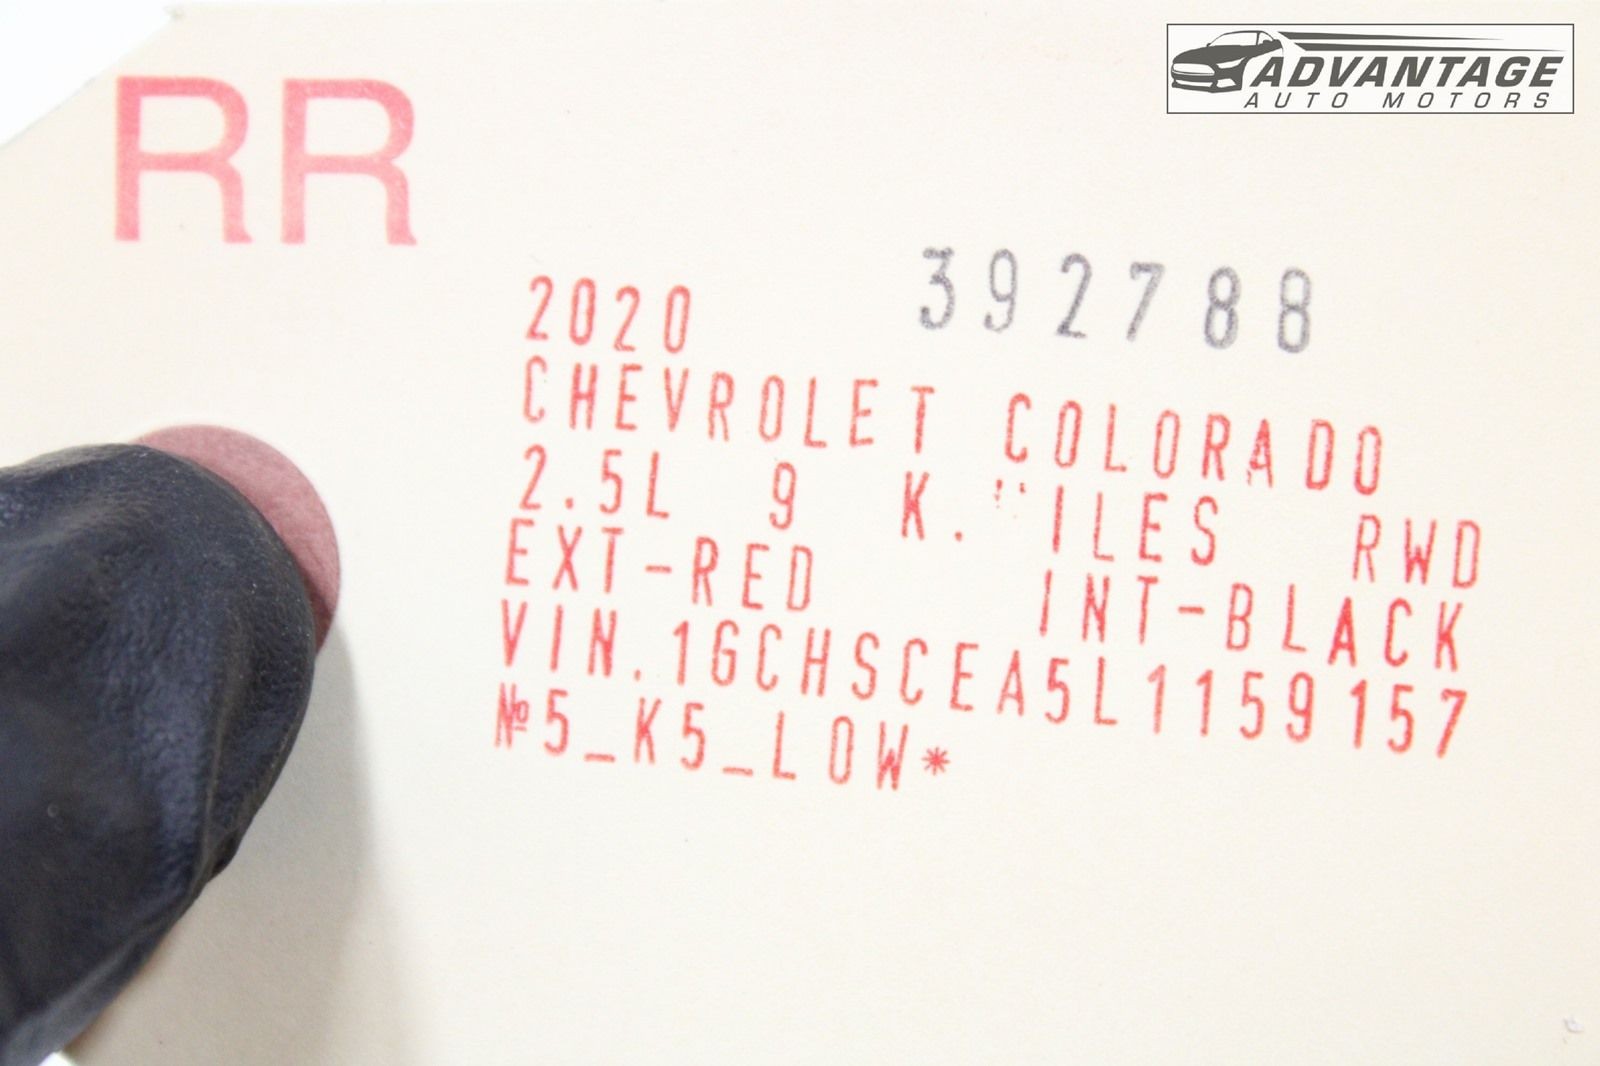 ADVANTAGE
AUTO MOTORS
RR
392788
2020
CHEVROLET COLORADO
2.5L 9 K. ILES RWD
EXT-RED INT-BLACK
VIN.1GCHSCEA5L1159157
№5_K5_LOW*